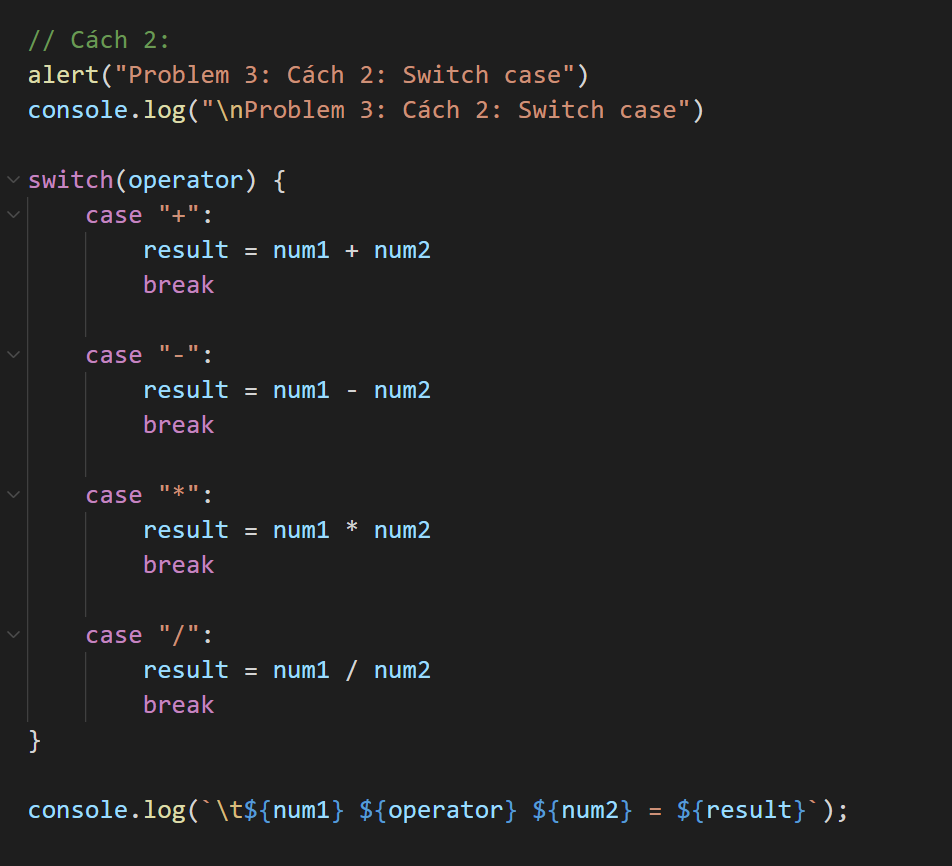 // Cách 2:
alert("Problem 3: Cách 2: Switch case")
console.log("\nProblem 3: Cách 2: Switch case")
switch(operator) {
case "+":
result = num1 + num2
break
case "-":
result = num1 - num2
break
case "*":
result = num1 * num2
break
case "/":
result = num1 / num2
break
}
console.log(`\t${num1} ${operator} ${num2} = ${result}`);